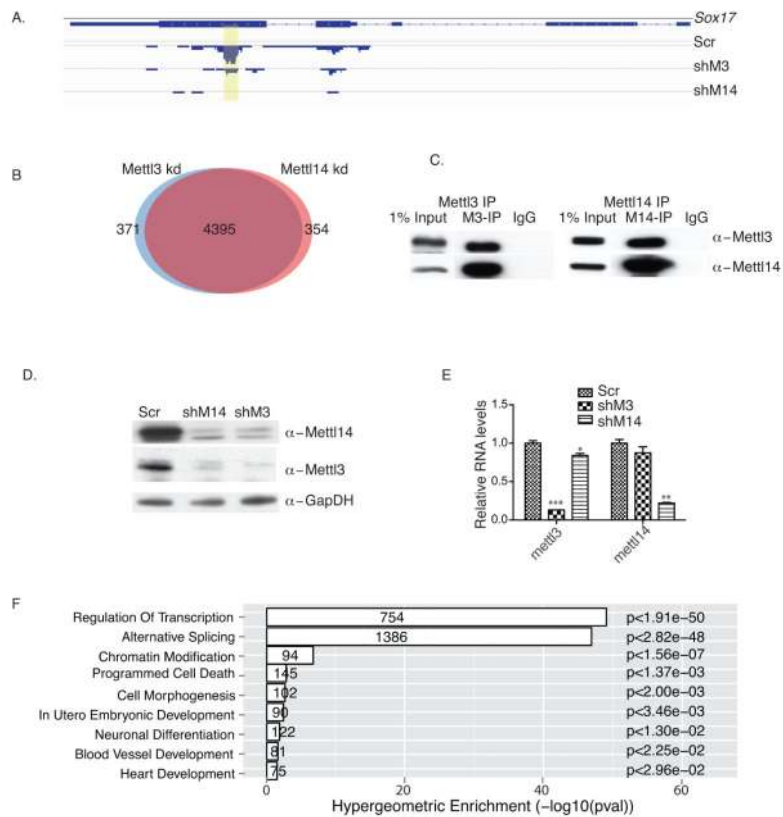 A.
Sox17
Scr
shM3
shM14
B
Mettl3 kd
Mettl14 kd
371
4395
354
C.
Mettl3 IP
Mettl14 IP
1% Input M3-IP IgG
1% Input M14-IP IgG
α-Mettl3
α-Mettl14
D.
Scr shM14 shM3
α-Mettl14
α-Mettl3
α-GapDH
E
Scr
shM3
shM14
Relative RNA levels
1.0
0.5
0.0
***
*
**
mettl3
mettl14
F
Regulation Of Transcription 754 p<1.91e-50
Alternative Splicing 1386 p<2.82e-48
Chromatin Modification 94 p<1.56e-07
Programmed Cell Death 145 p<1.37e-03
Cell Morphogenesis 102 p<2.00e-03
In Utero Embryonic Development 90 p<3.46e-03
Neuronal Differentiation 122 p<1.30e-02
Blood Vessel Development 81 p<2.25e-02
Heart Development 75 p<2.96e-02
0 20 40 60
Hypergeometric Enrichment (-log10(pval))